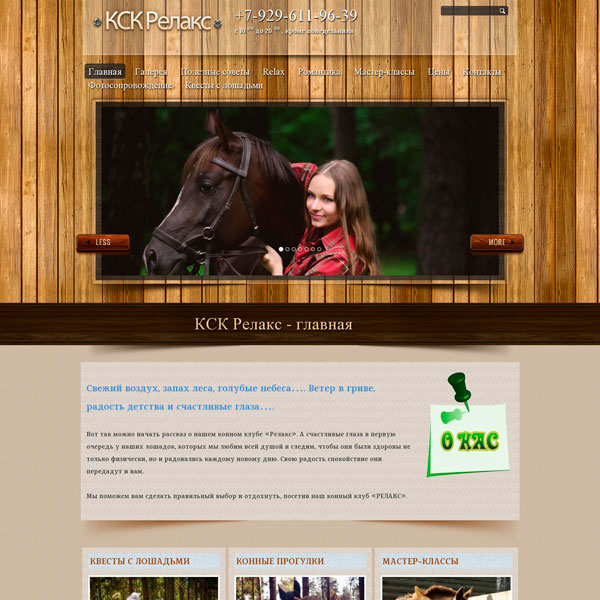 КСК Релакс
+7-929-611-96-39
с 10 00 до 20 00 , кроме понедельника
Главная Галерея Полезные советы Relax Романтика Мастер-классы Цены Контакты
Фотосопровождение Квесты с лошадьми
LESS
MORE
КСК Релакс - главная
Свежий воздух, запах леса, голубые небеса…. Ветер в гриве,
радость детства и счастливые глаза….
О НАС
Вот так можно начать рассказ о нашем конном клубе «Релакс». А счастливые глаза в первую
очередь у наших лошадок, которых мы любим всей душой и следим, чтобы они были здоровы не
только физически, но и радовались каждому новому дню. Свою радость спокойствие они
передадут и вам.
Мы поможем вам сделать правильный выбор и отдохнуть, посетив наш конный клуб «РЕЛАКС».
КВЕСТЫ С ЛОШАДЬМИ
КОННЫЕ ПРОГУЛКИ
МАСТЕР-КЛАССЫ